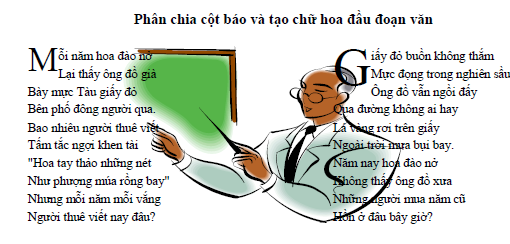 Phân chia cột báo và tạo chữ hoa đầu đoạn văn
Mỗi năm hoa đào nở
Lại thấy ông đồ già
Bày mực Tàu giấy đỏ
Bên phố đông người qua.
Bao nhiêu người thuê viết
Tấm tắc ngợi khen tài
"Hoa tay thảo những nét
Như phượng múa rồng bay"
Nhưng mỗi năm mỗi vắng
Người thuê viết nay đâu?
Giấy đỏ buồn không thắm
Mực đọng trong nghiên sầu
Ông đồ vẫn ngồi đấy
Qua đường không ai hay
Lá vàng rơi trên giấy
Ngoài trời mưa bụi bay.
Năm nay hoa đào nở
Không thấy ông đồ xưa
Những người mua năm cũ
Hồn ở đâu bây giờ?